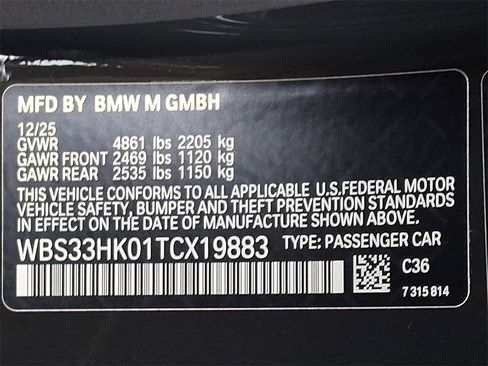 MFD BY BMW M GMBH
12/25
GVWR 4861 lbs 2205 kg
GAWR FRONT 2469 lbs 1120 kg
GAWR REAR 2535 lbs 1150 kg
THIS VEHICLE CONFORMS TO ALL APPLICABLE U.S.FEDERAL MOTOR
VEHICLE SAFETY, BUMPER AND THEFT PREVENTION STANDARDS
IN EFFECT ON THE DATE OF MANUFACTURE SHOWN ABOVE.
WBS33HK01TCX19883 TYPE: PASSENGER CAR
C36
7 315 814